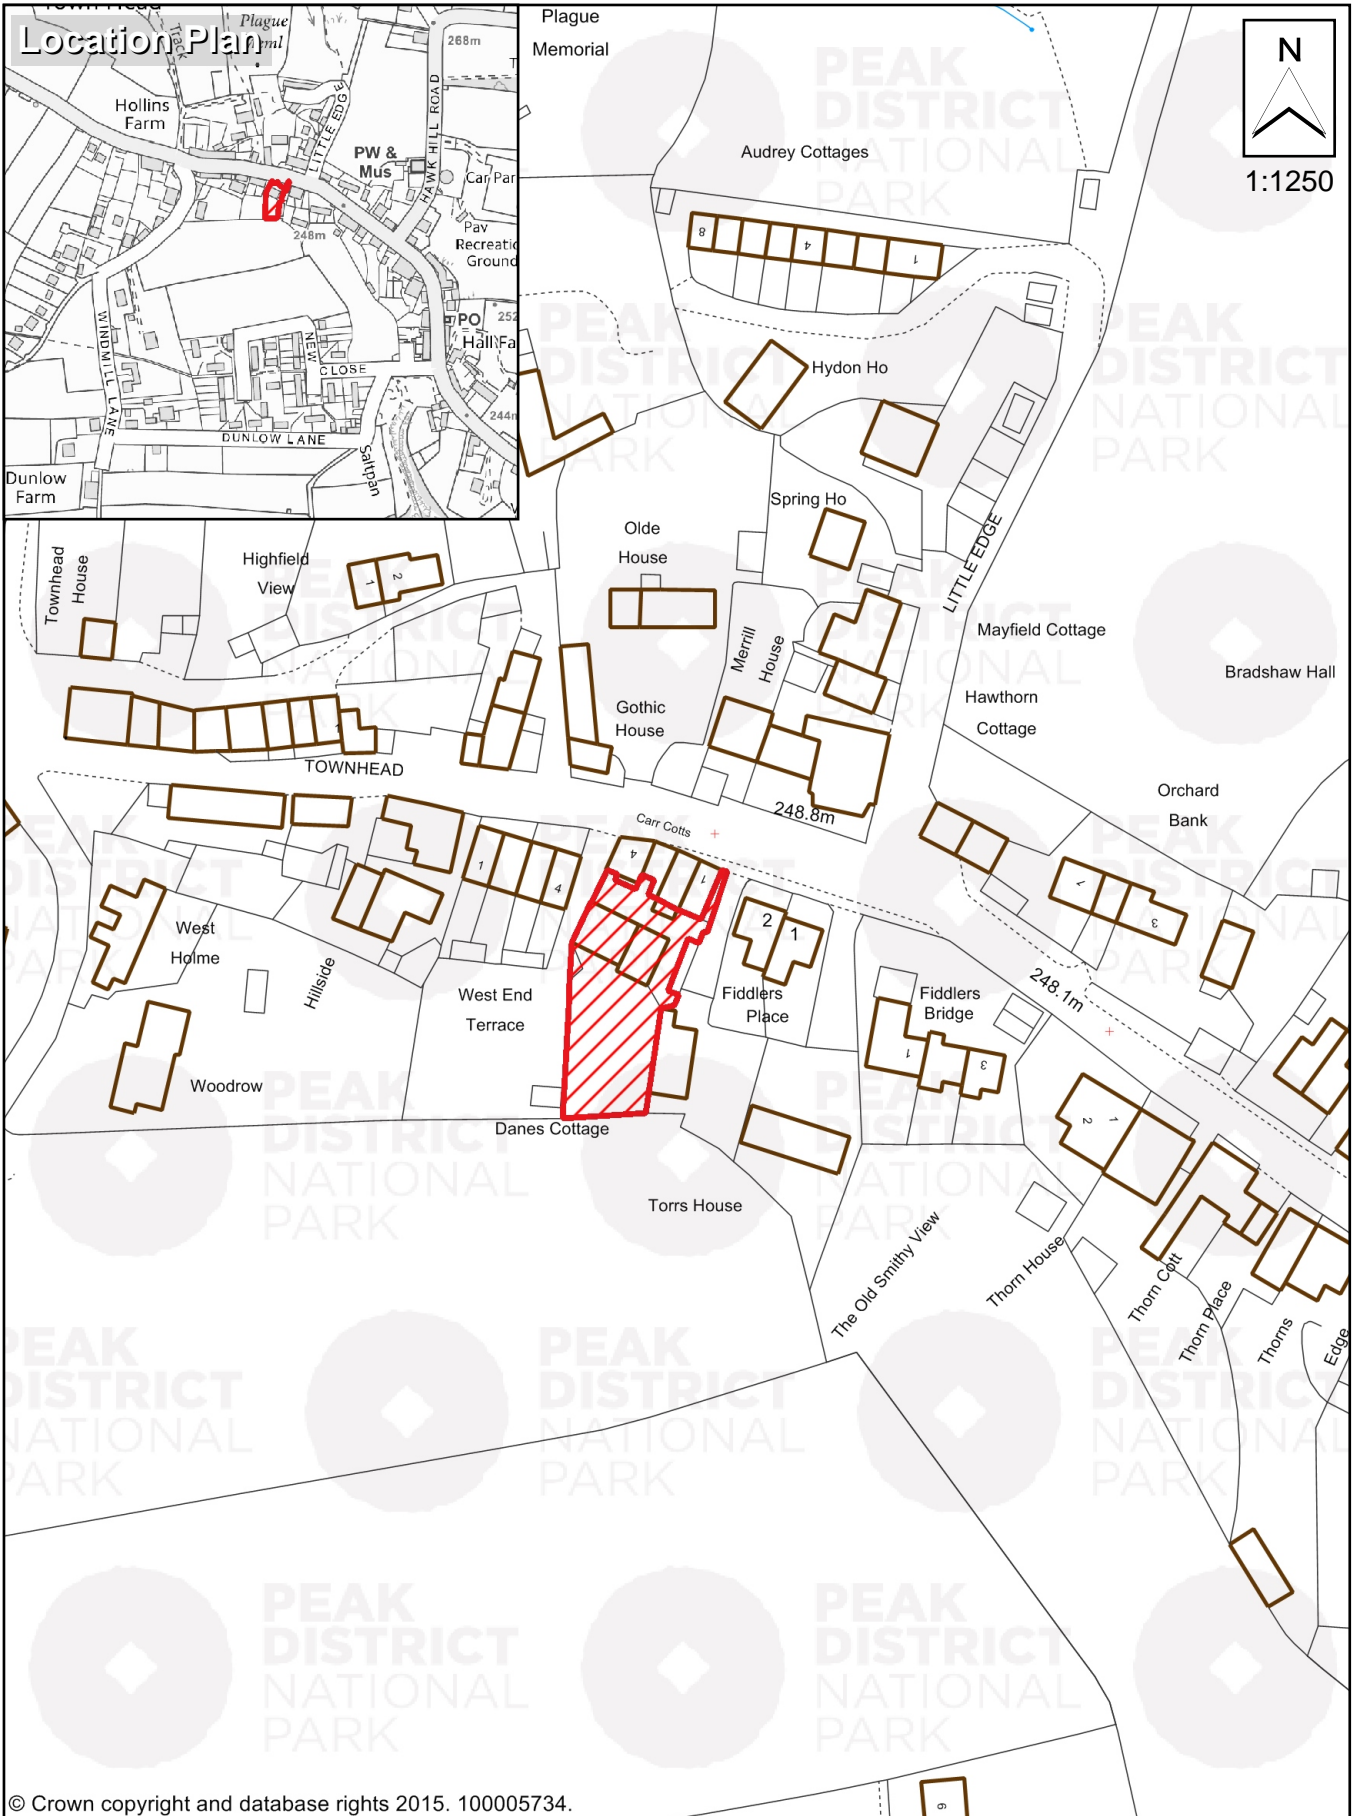 Town Head
Location Plan
Plague
Meml
Track
268m
Hollins
Farm
LITTLE EDGE
HAWK HILL ROAD
PW &
Mus
Car Par
248m
Pav
Recreatio
Ground
WINDMILL LANE
PO
252
Hall Fa
NEW
CLOSE
244m
DUNLOW LANE
Saltpan
Dunlow
Farm
Plague
Memorial
N
1:1250
Audrey Cottages
8
4
1
Hydon Ho
Spring Ho
Olde
House
LITTLE EDGE
Townhead
House
Highfield
View
1
2
Merrill
House
Mayfield Cottage
Bradshaw Hall
Hawthorn
Cottage
Gothic
House
1
TOWNHEAD
Orchard
Bank
248.8m
Carr Cotts
4
1
1
4
7
3
West
Holme
2
1
Hillside
West End
Terrace
Fiddlers
Place
Fiddlers
Bridge
248.1m
1
3
Woodrow
Danes Cottage
2
1
Torrs House
The Old Smithy View
Thorn House
Thorn Cott
Thorn Place
Thorns
Edge
6
PEAK
DISTRICT
NATIONAL
PARK
© Crown copyright and database rights 2015. 100005734.